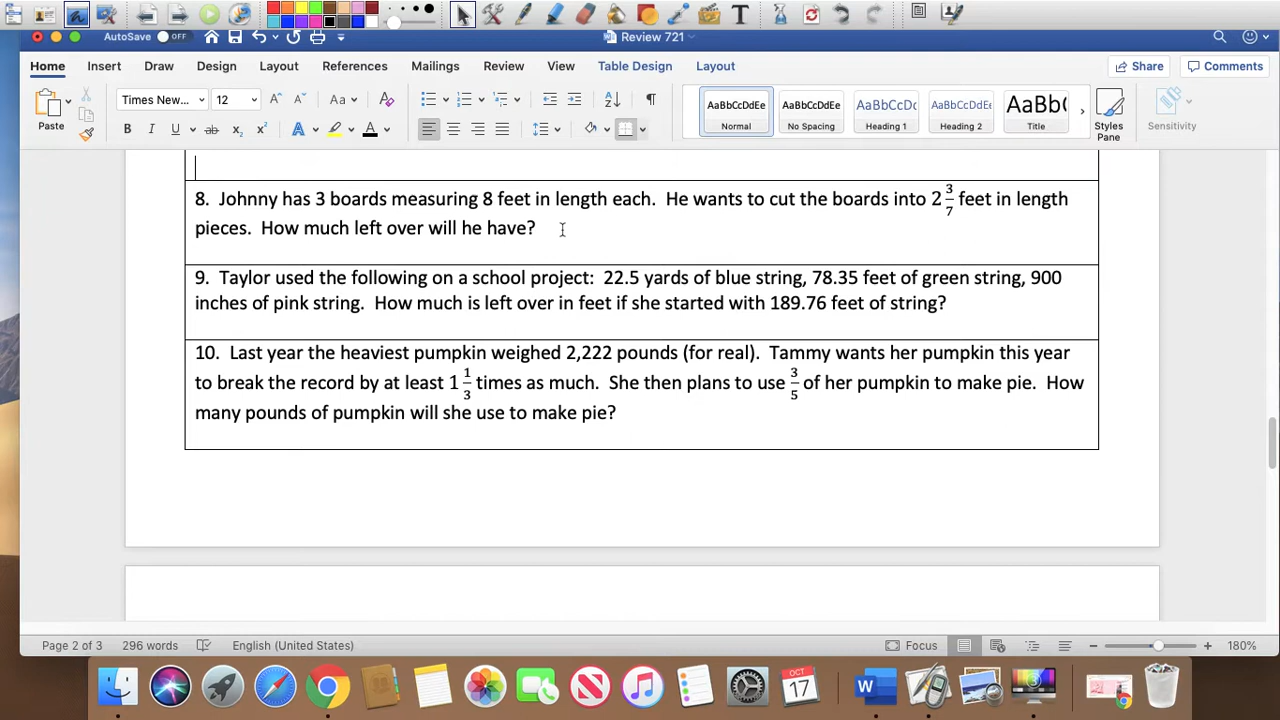 AutoSave OFF
Review 721
Home Insert Draw Design Layout References Mailings Review View Table Design Layout Share Comments
Paste
Times New... 12 Aa
B I U ab x₂ x² A A
AaBbCcDdEe AaBbCcDdEe AaBbCcDc AaBbCcDdEe AaBb(
Normal No Spacing Heading 1 Heading 2 Title
Styles Pane
Sensitivity
8. Johnny has 3 boards measuring 8 feet in length each. He wants to cut the boards into 2 3/7 feet in length
pieces. How much left over will he have?
9. Taylor used the following on a school project: 22.5 yards of blue string, 78.35 feet of green string, 900
inches of pink string. How much is left over in feet if she started with 189.76 feet of string?
10. Last year the heaviest pumpkin weighed 2,222 pounds (for real). Tammy wants her pumpkin this year
to break the record by at least 1 1/3 times as much. She then plans to use 3/5 of her pumpkin to make pie. How
many pounds of pumpkin will she use to make pie?
Page 2 of 3 296 words English (United States) Focus 180%
OCT
17